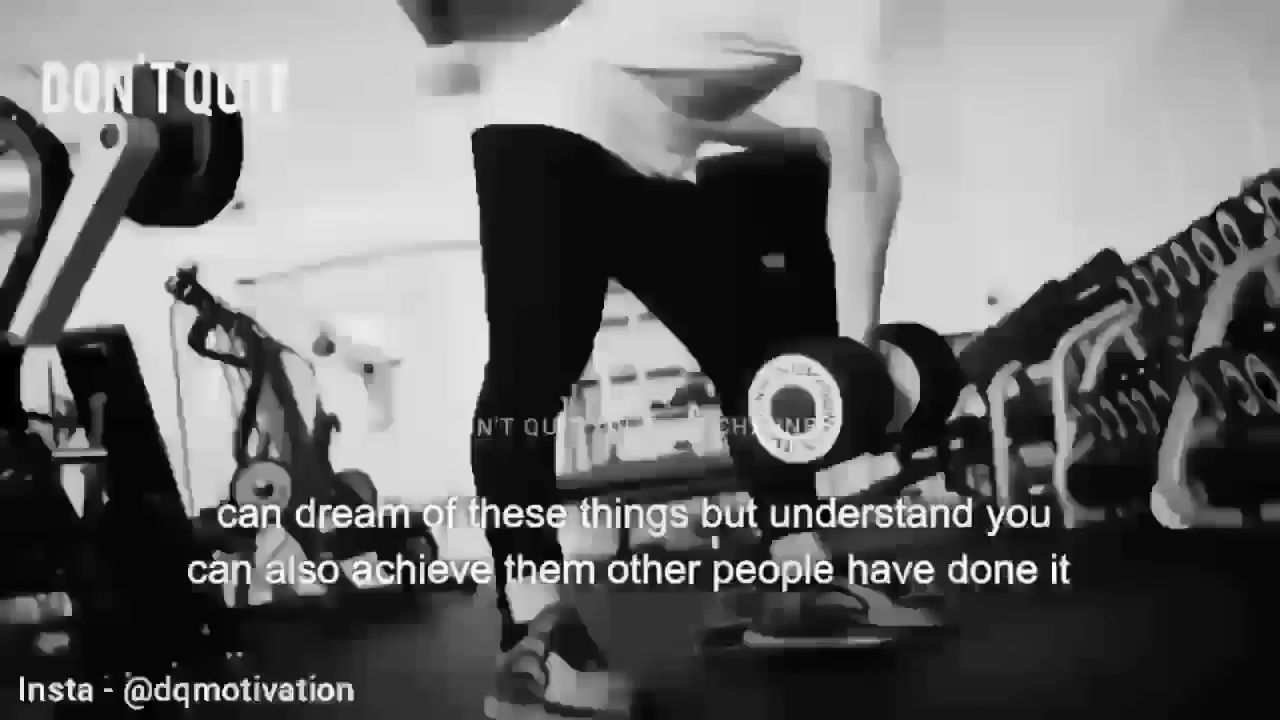 DON'T QUIT
can dream of these things but understand you
can also achieve them other people have done it
Insta - @dqmotivation